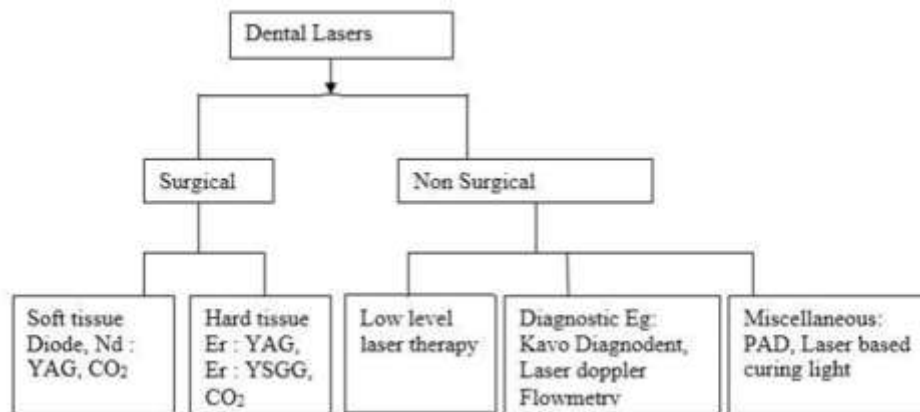 Dental Lasers
Surgical
Non Surgical
Soft tissue
Diode, Nd :
YAG, CO₂
Hard tissue
Er : YAG,
Er : YSGG,
CO₂
Low level
laser therapy
Diagnostic Eg:
Kavo Diagnodent,
Laser doppler
Flowmetry
Miscellaneous:
PAD, Laser based
curing light